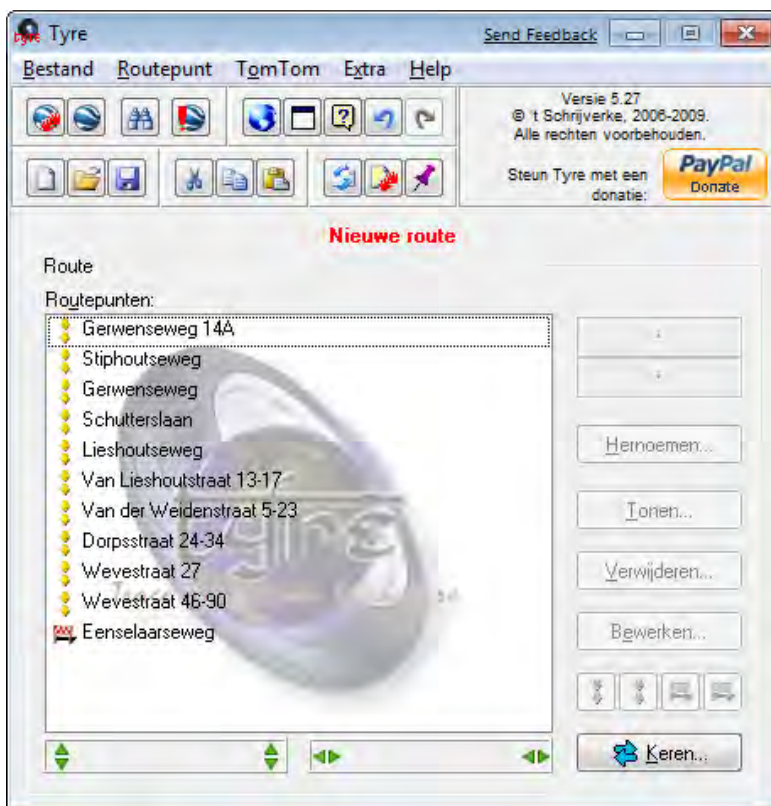 tyre Tyre Send Feedback
Bestand Routepunt TomTom Extra Help
Versie 5.27
© 't Schrijverke, 2006-2009.
Alle rechten voorbehouden.
Steun Tyre met een
donatie:
PayPal
Donate
Nieuwe route
Route
Routepunten:
Gerwenseweg 14A
Stiphoutseweg
Gerwenseweg
Schutterslaan
Lieshoutseweg
Van Lieshoutstraat 13-17
Van der Weidenstraat 5-23
Dorpsstraat 24-34
Wevestraat 27
Wevestraat 46-90
Eenselaarseweg
Hernoemen...
Tonen...
Verwijderen...
Bewerken...
Keren...